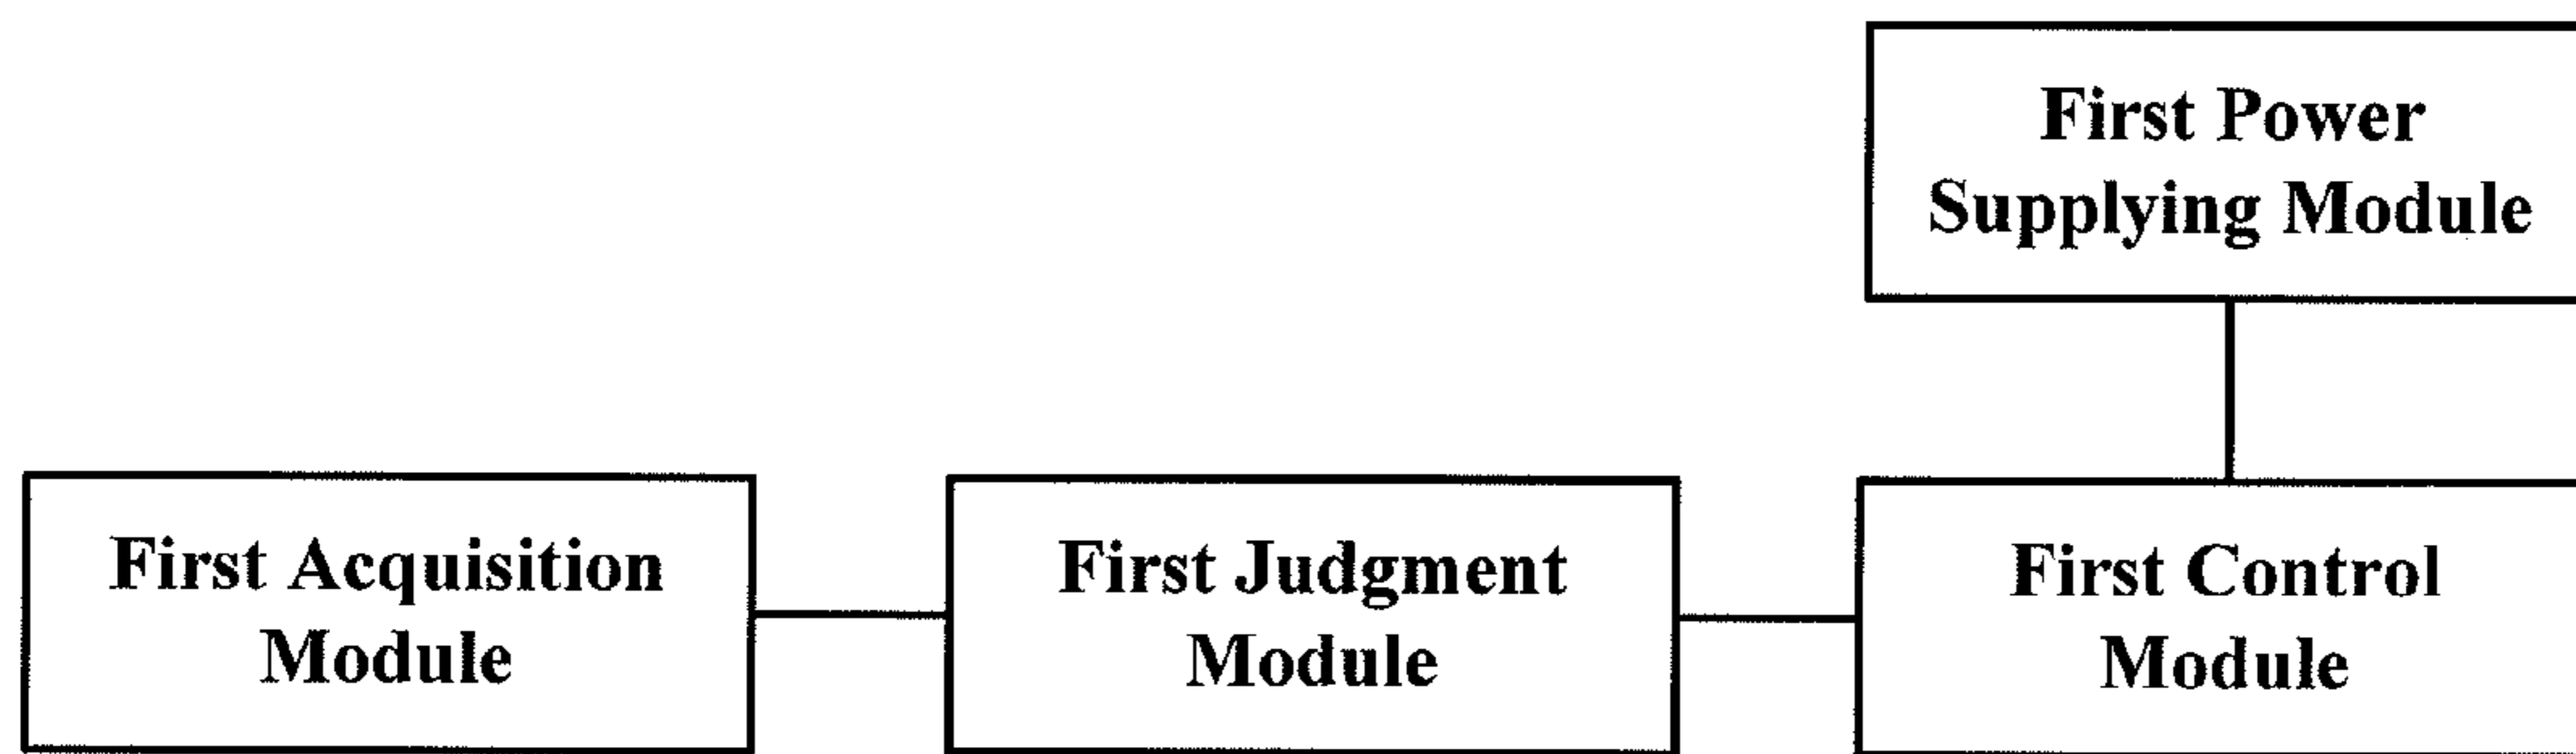 First Power
Supplying Module
First Acquisition
Module
First Judgment
Module
First Control
Module